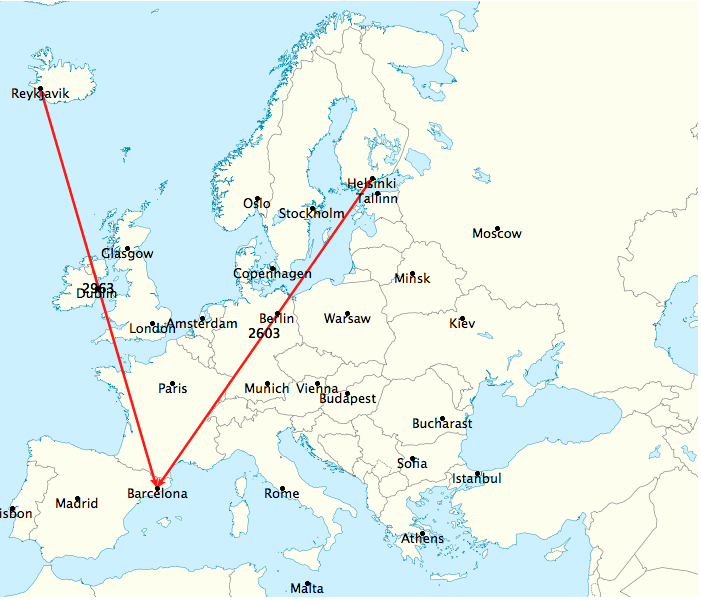 Reykjavik
Helsinki
Tallinn
Oslo
Stockholm
Moscow
Glasgow
Copenhagen
Minsk
2963
Dublin
London
Amsterdam
Berlin
Warsaw
Kiev
2603
Paris
Munich
Vienna
Budapest
Bucharast
Sofia
Istanbul
Barcelona
Rome
Madrid
isbon
Athens
Malta